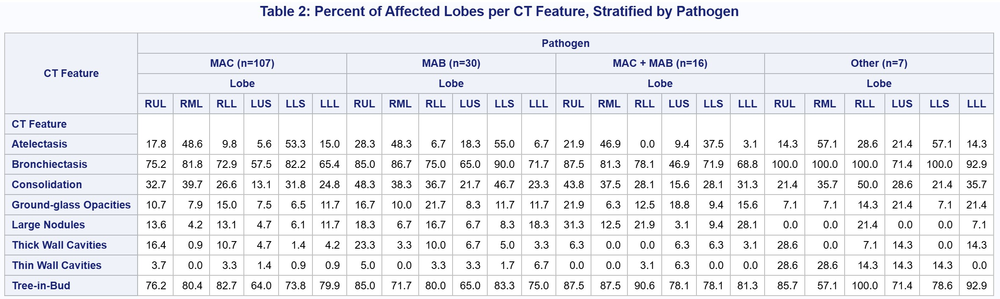 Table 2: Percent of Affected Lobes per CT Feature, Stratified by Pathogen
CT Feature
Pathogen
MAC (n=107) MAB (n=30) MAC + MAB (n=16) Other (n=7)
Lobe Lobe Lobe Lobe
RUL RML RLL LUS LLS LLL RUL RML RLL LUS LLS LLL RUL RML RLL LUS LLS LLL RUL RML RLL LUS LLS LLL
CT Feature
Atelectasis 17.8 48.6 9.8 5.6 53.3 15.0 28.3 48.3 6.7 18.3 55.0 6.7 21.9 46.9 0.0 9.4 37.5 3.1 14.3 57.1 28.6 21.4 57.1 14.3
Bronchiectasis 75.2 81.8 72.9 57.5 82.2 65.4 85.0 86.7 75.0 65.0 90.0 71.7 87.5 81.3 78.1 46.9 71.9 68.8 100.0 100.0 100.0 71.4 100.0 92.9
Consolidation 32.7 39.7 26.6 13.1 31.8 24.8 48.3 38.3 36.7 21.7 46.7 23.3 43.8 37.5 28.1 15.6 28.1 31.3 21.4 35.7 50.0 28.6 21.4 35.7
Ground-glass Opacities 10.7 7.9 15.0 7.5 6.5 11.7 16.7 10.0 21.7 8.3 11.7 11.7 21.9 6.3 12.5 18.8 9.4 15.6 7.1 7.1 14.3 21.4 7.1 21.4
Large Nodules 13.6 4.2 13.1 4.7 6.1 11.7 18.3 6.7 16.7 6.7 8.3 18.3 31.3 12.5 21.9 3.1 9.4 28.1 0.0 0.0 21.4 0.0 0.0 7.1
Thick Wall Cavities 16.4 0.9 10.7 4.7 1.4 4.2 23.3 3.3 10.0 6.7 5.0 3.3 6.3 0.0 0.0 6.3 6.3 3.1 28.6 0.0 7.1 14.3 0.0 14.3
Thin Wall Cavities 3.7 0.0 3.3 1.4 0.9 0.9 5.0 0.0 3.3 3.3 1.7 6.7 0.0 0.0 3.1 6.3 0.0 0.0 28.6 28.6 14.3 14.3 14.3 0.0
Tree-in-Bud 76.2 80.4 82.7 64.0 73.8 79.9 85.0 71.7 80.0 65.0 83.3 75.0 87.5 87.5 90.6 78.1 78.1 81.3 85.7 57.1 100.0 71.4 78.6 92.9